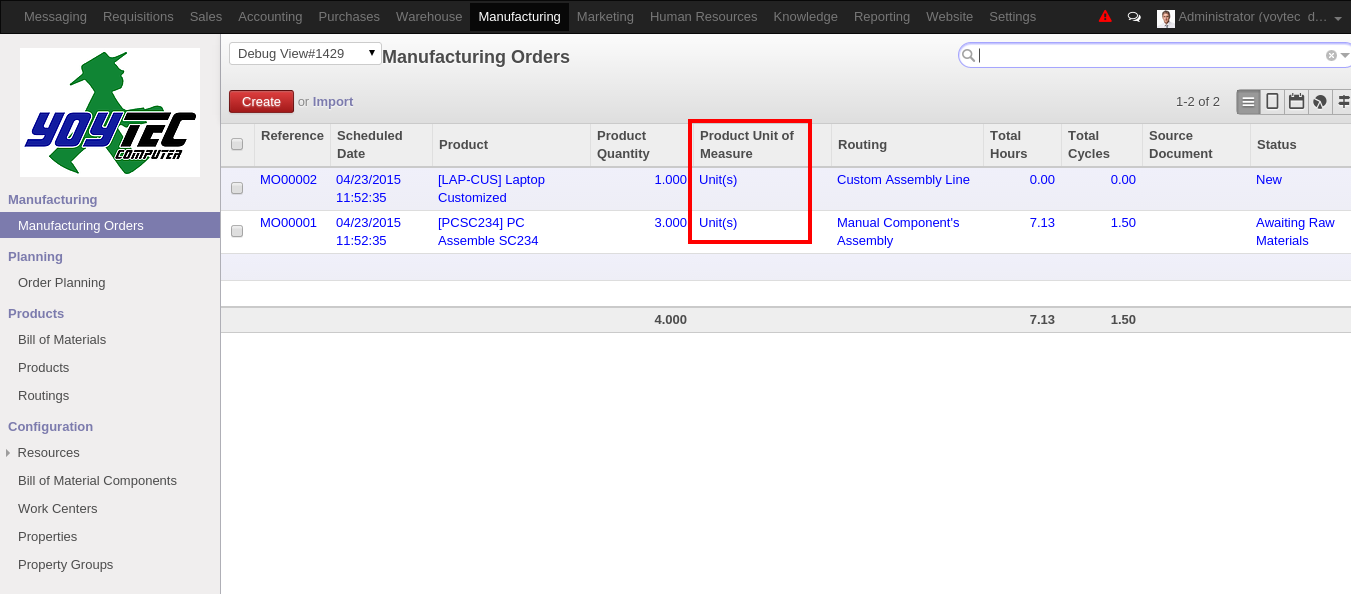 Messaging Requisitions Sales Accounting Purchases Warehouse Manufacturing Marketing Human Resources Knowledge Reporting Website Settings Administrator (yoytec_d…
YOYTEC
COMPUTER
Debug View#1429 Manufacturing Orders
Create or Import 1-2 of 2
Reference Scheduled Date Product Product Quantity Product Unit of Measure Routing Total Hours Total Cycles Source Document Status
MO00002 04/23/2015 11:52:35 [LAP-CUS] Laptop Customized 1.000 Unit(s) Custom Assembly Line 0.00 0.00 New
MO00001 04/23/2015 11:52:35 [PCSC234] PC Assemble SC234 3.000 Unit(s) Manual Component's Assembly 7.13 1.50 Awaiting Raw Materials
4.000 7.13 1.50
Manufacturing
Manufacturing Orders
Planning
Order Planning
Products
Bill of Materials
Products
Routings
Configuration
Resources
Bill of Material Components
Work Centers
Properties
Property Groups